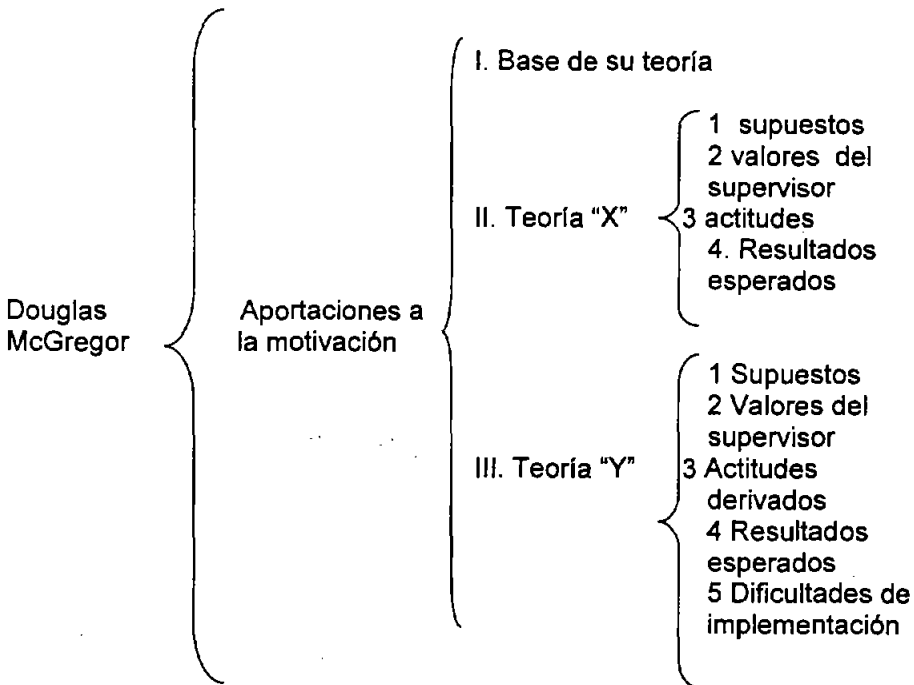 Douglas
McGregor
Aportaciones a
la motivación
I. Base de su teoría
II. Teoría "X"
1 supuestos
2 valores del
supervisor
3 actitudes
4. Resultados
esperados
III. Teoría "Y"
1 Supuestos
2 Valores del
supervisor
3 Actitudes
derivados
4 Resultados
esperados
5 Dificultades de
implementación